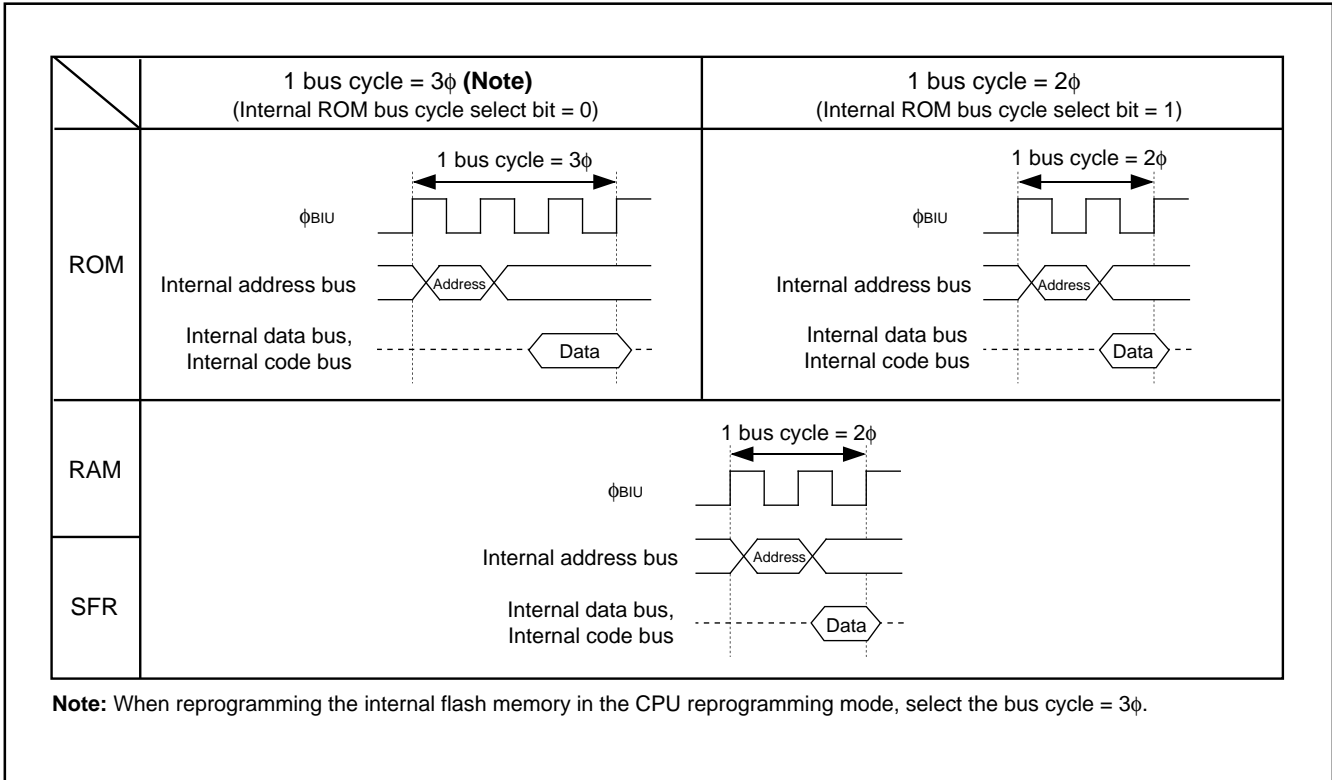 1 bus cycle = 3ϕ (Note)
(Internal ROM bus cycle select bit = 0)
1 bus cycle = 2ϕ
(Internal ROM bus cycle select bit = 1)
ROM
1 bus cycle = 3ϕ
ϕBIU
Internal address bus
Address
Internal data bus,
Internal code bus
Data
1 bus cycle = 2ϕ
ϕBIU
Internal address bus
Address
Internal data bus
Internal code bus
Data
RAM
SFR
1 bus cycle = 2ϕ
ϕBIU
Internal address bus
Address
Internal data bus,
Internal code bus
Data
Note: When reprogramming the internal flash memory in the CPU reprogramming mode, select the bus cycle = 3ϕ.